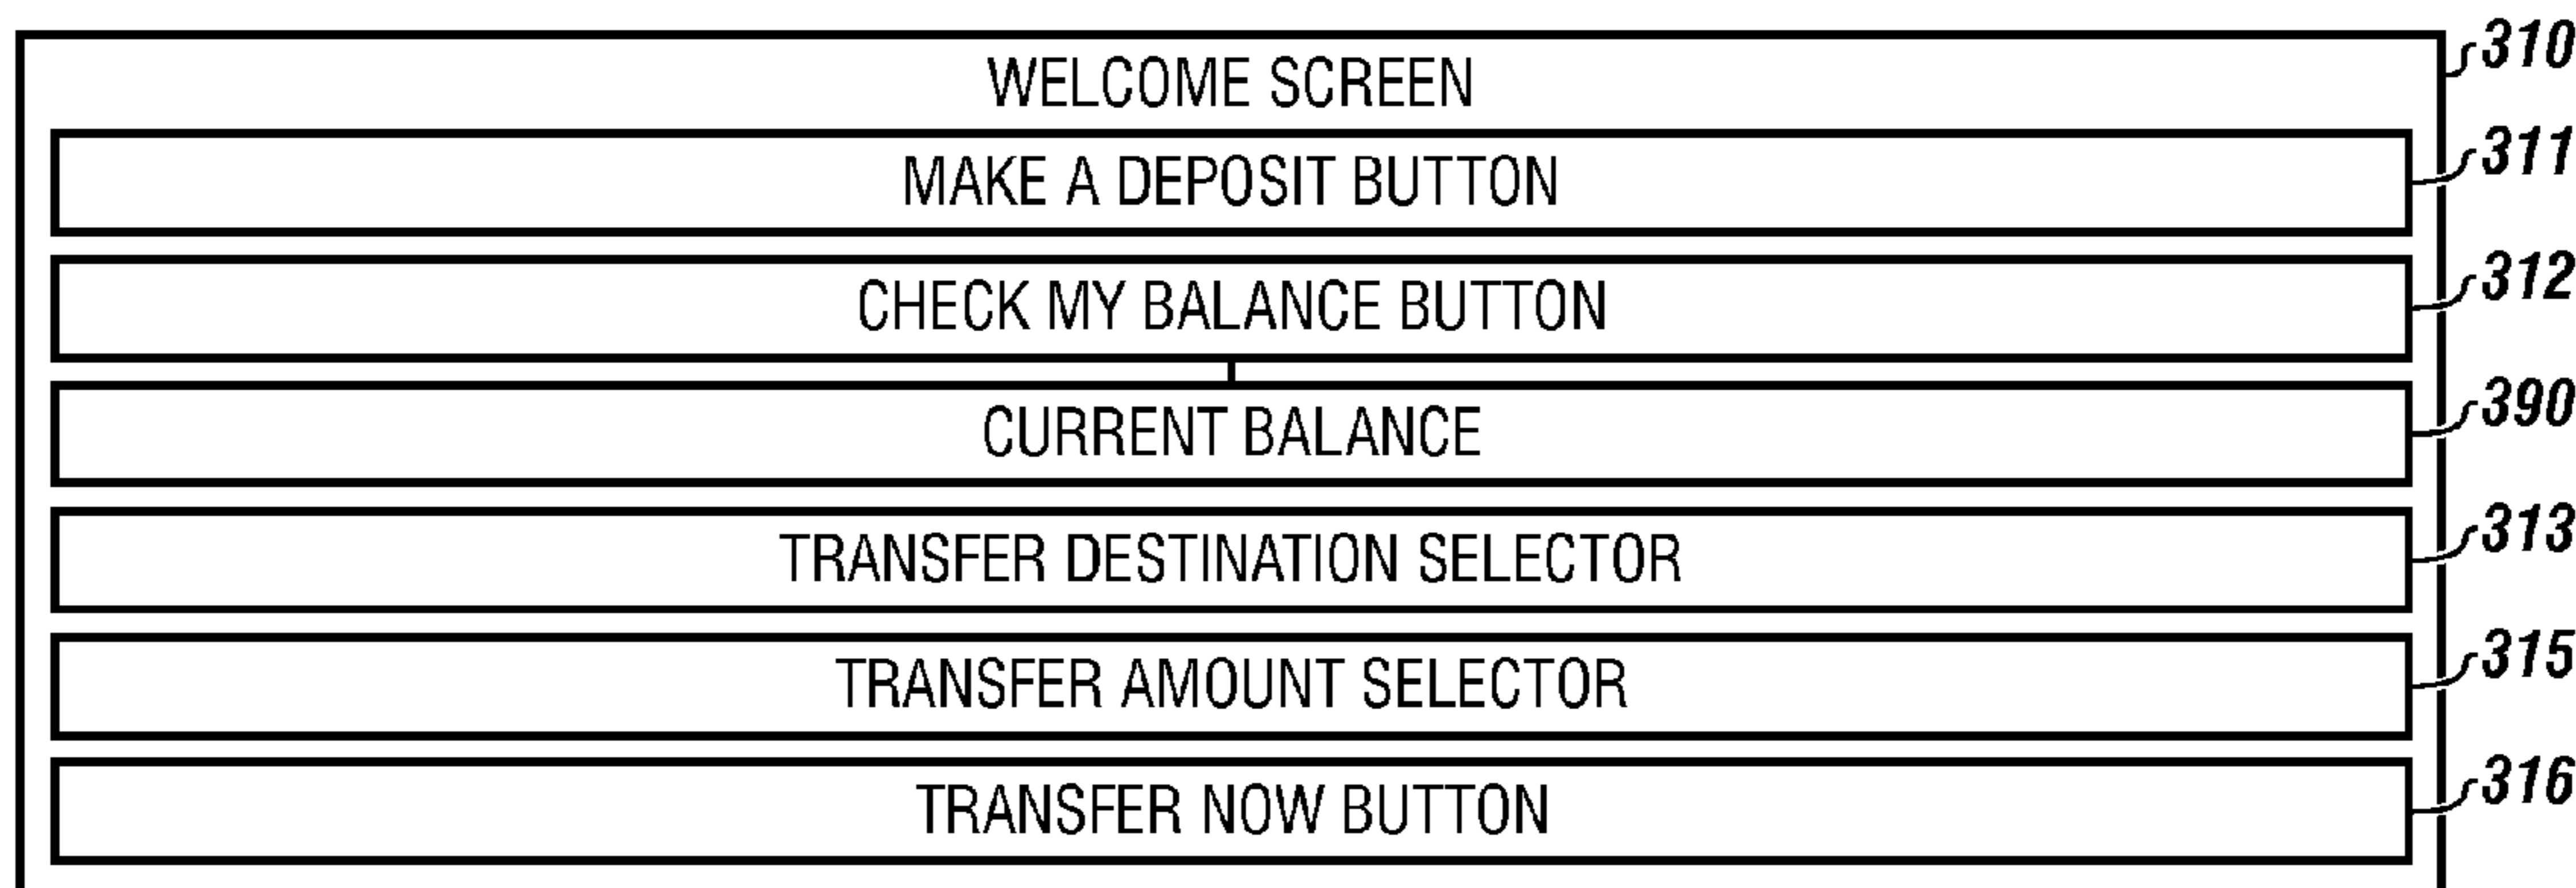 WELCOME SCREEN 310
MAKE A DEPOSIT BUTTON 311
CHECK MY BALANCE BUTTON 312
CURRENT BALANCE 390
TRANSFER DESTINATION SELECTOR 313
TRANSFER AMOUNT SELECTOR 315
TRANSFER NOW BUTTON 316